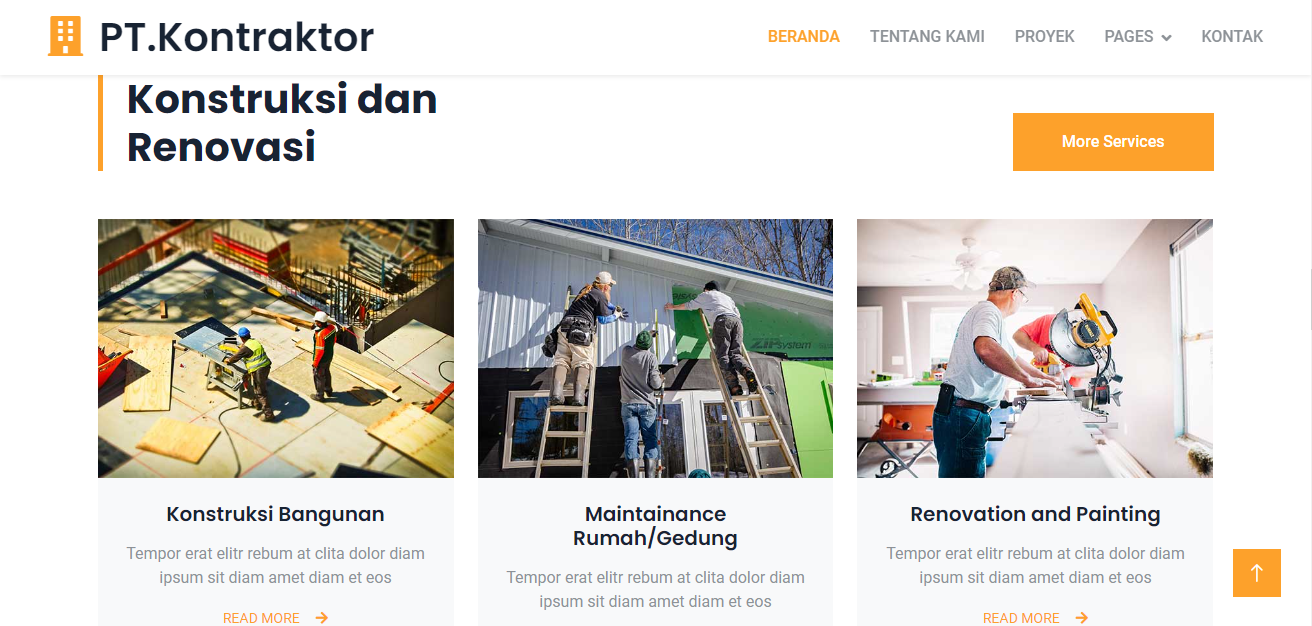 PT.Kontraktor
BERANDA TENTANG KAMI PROYEK PAGES KONTAK
Konstruksi dan
Renovasi
More Services
ZIPsystem
Konstruksi Bangunan
Tempor erat elitr rebum at clita dolor diam
ipsum sit diam amet diam et eos
READ MORE
Maintainance
Rumah/Gedung
Tempor erat elitr rebum at clita dolor diam
ipsum sit diam amet diam et eos
Renovation and Painting
Tempor erat elitr rebum at clita dolor diam
ipsum sit diam amet diam et eos
READ MORE